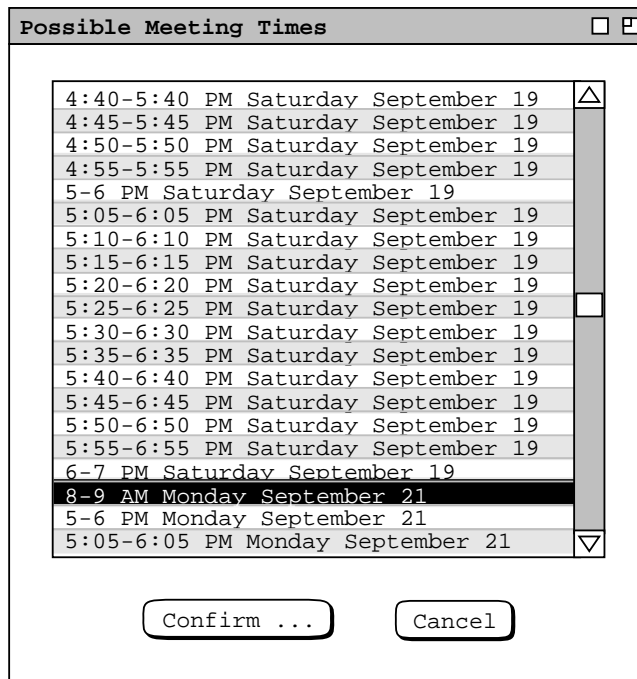 Possible Meeting Times
4:40-5:40 PM Saturday September 19
4:45-5:45 PM Saturday September 19
4:50-5:50 PM Saturday September 19
4:55-5:55 PM Saturday September 19
5-6 PM Saturday September 19
5:05-6:05 PM Saturday September 19
5:10-6:10 PM Saturday September 19
5:15-6:15 PM Saturday September 19
5:20-6:20 PM Saturday September 19
5:25-6:25 PM Saturday September 19
5:30-6:30 PM Saturday September 19
5:35-6:35 PM Saturday September 19
5:40-6:40 PM Saturday September 19
5:45-6:45 PM Saturday September 19
5:50-6:50 PM Saturday September 19
5:55-6:55 PM Saturday September 19
6-7 PM Saturday September 19
8-9 AM Monday September 21
5-6 PM Monday September 21
5:05-6:05 PM Monday September 21
Confirm ... Cancel